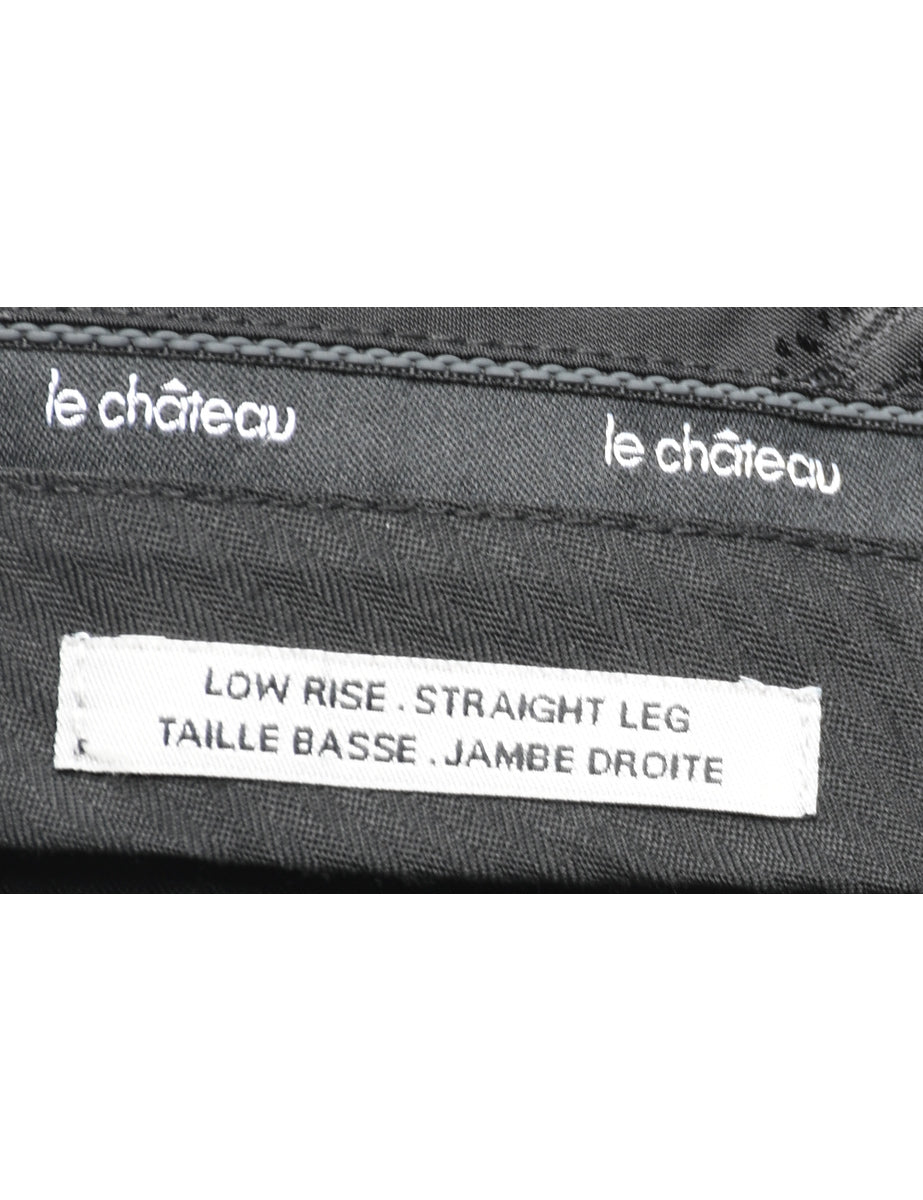 le château le château
LOW RISE . STRAIGHT LEG
TAILLE BASSE . JAMBE DROITE